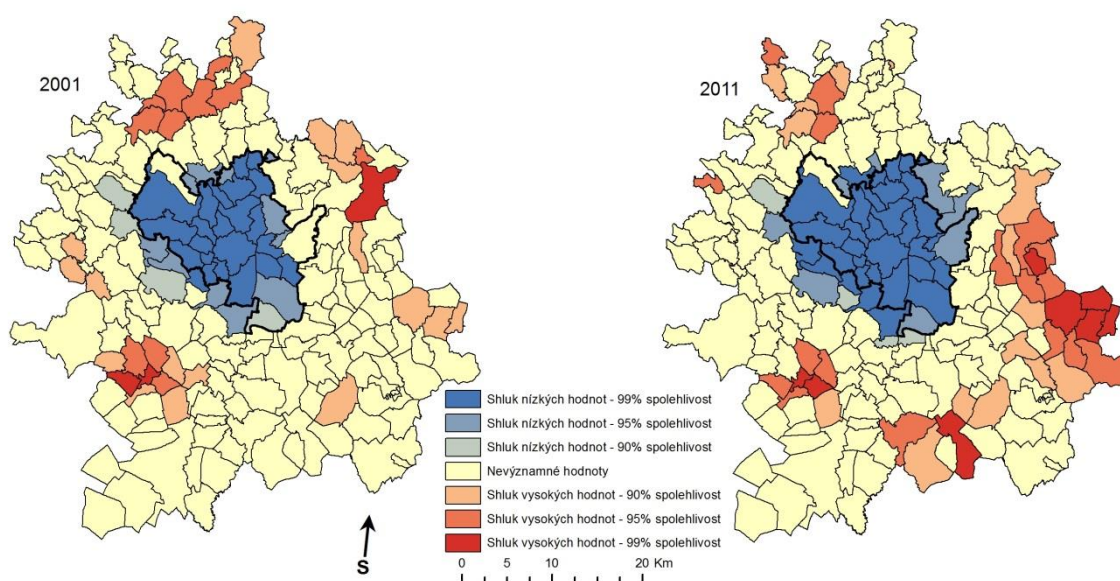 2001
2011
Shluk nízkých hodnot - 99% spolehlivost
Shluk nízkých hodnot - 95% spolehlivost
Shluk nízkých hodnot - 90% spolehlivost
Nevýznamné hodnoty
Shluk vysokých hodnot - 90% spolehlivost
Shluk vysokých hodnot - 95% spolehlivost
Shluk vysokých hodnot - 99% spolehlivost
S
0 5 10 20 Km